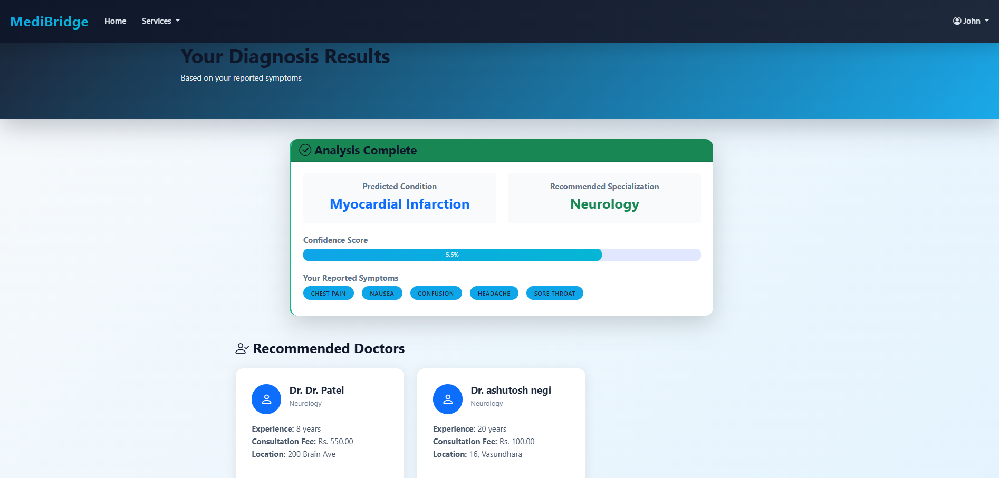 MediBridge Home Services John
Your Diagnosis Results
Based on your reported symptoms
Analysis Complete
Predicted Condition
Myocardial Infarction
Recommended Specialization
Neurology
Confidence Score
5.5%
Your Reported Symptoms
CHEST PAIN NAUSEA CONFUSION HEADACHE SORE THROAT
Recommended Doctors
Dr. Dr. Patel
Neurology
Experience: 8 years
Consultation Fee: Rs. 550.00
Location: 200 Brain Ave
Dr. ashutosh negi
Neurology
Experience: 20 years
Consultation Fee: Rs. 100.00
Location: 16, Vasundhara